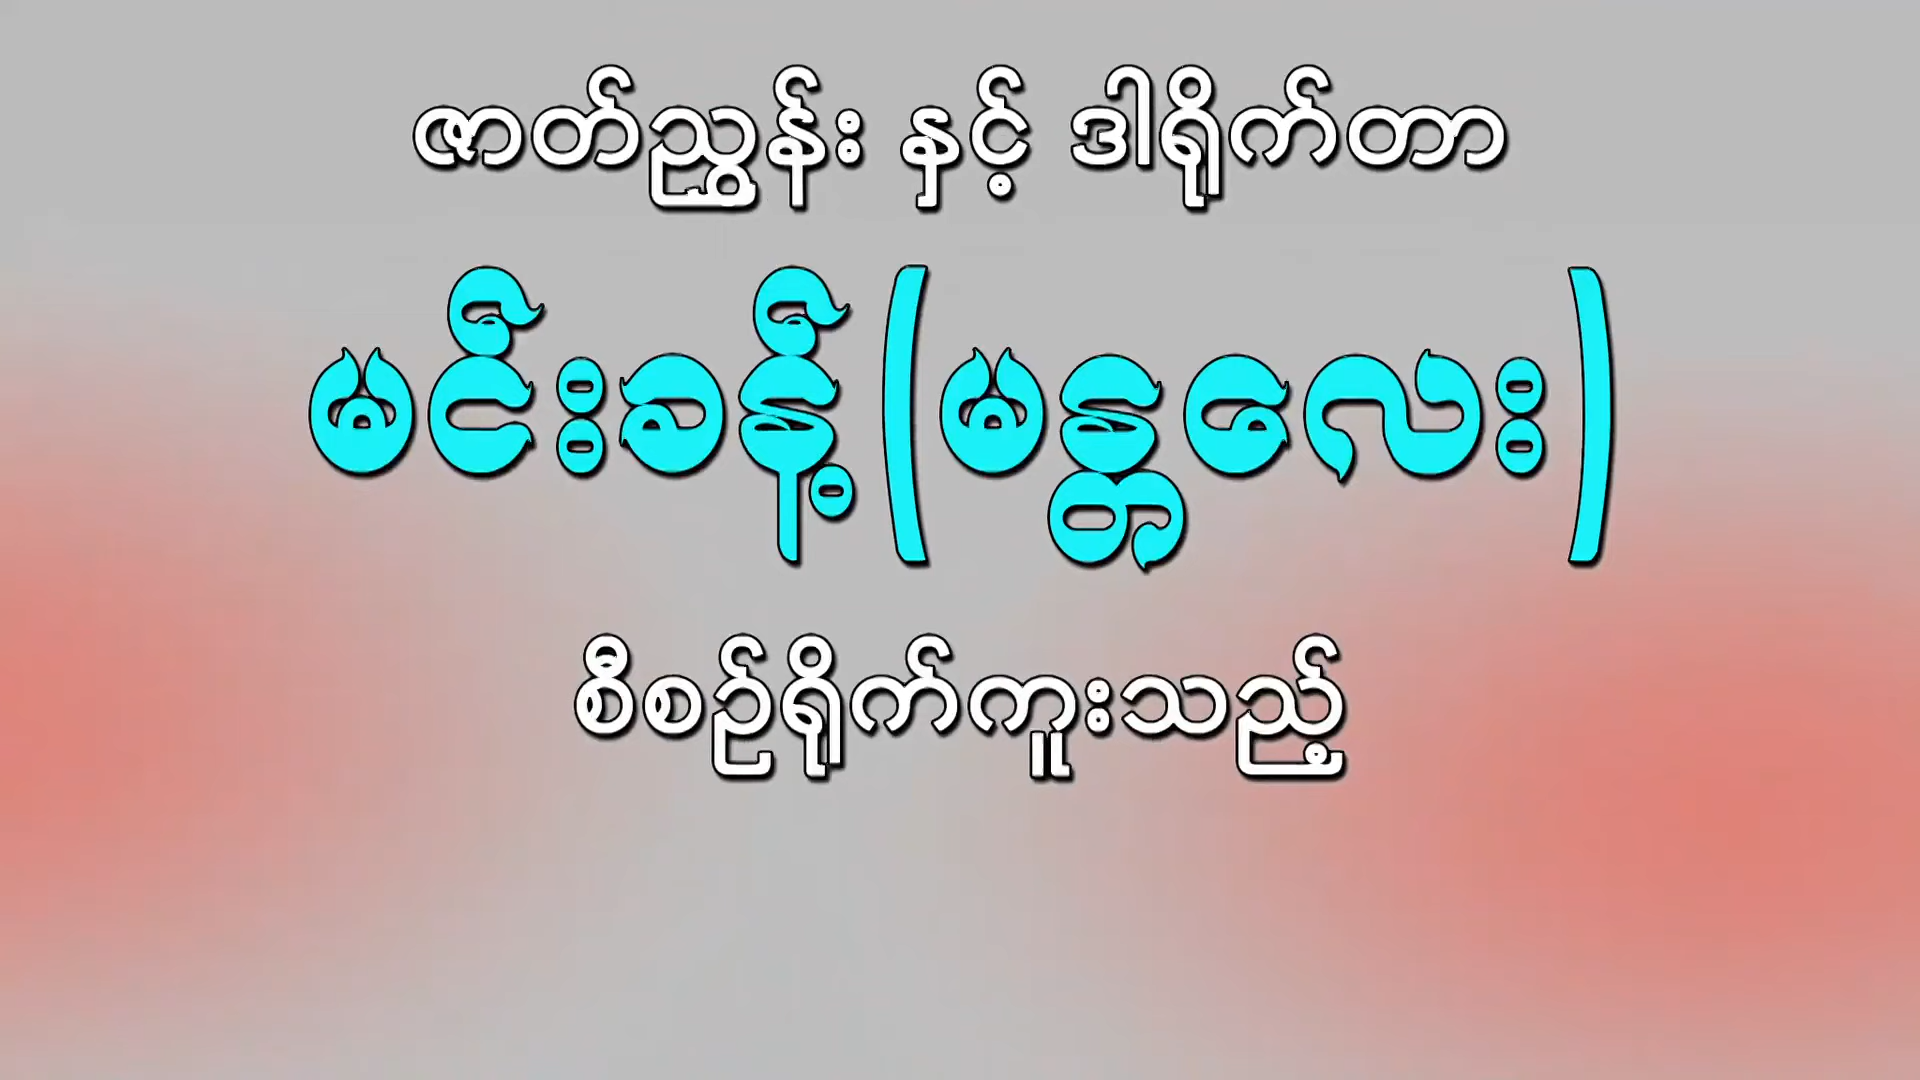 ဇာတ်ညွှန်း နှင့် ဒါရိုက်တာ
မင်းခန့်(မန္တလေး)
စီစဉ်ရိုက်ကူးသည့်